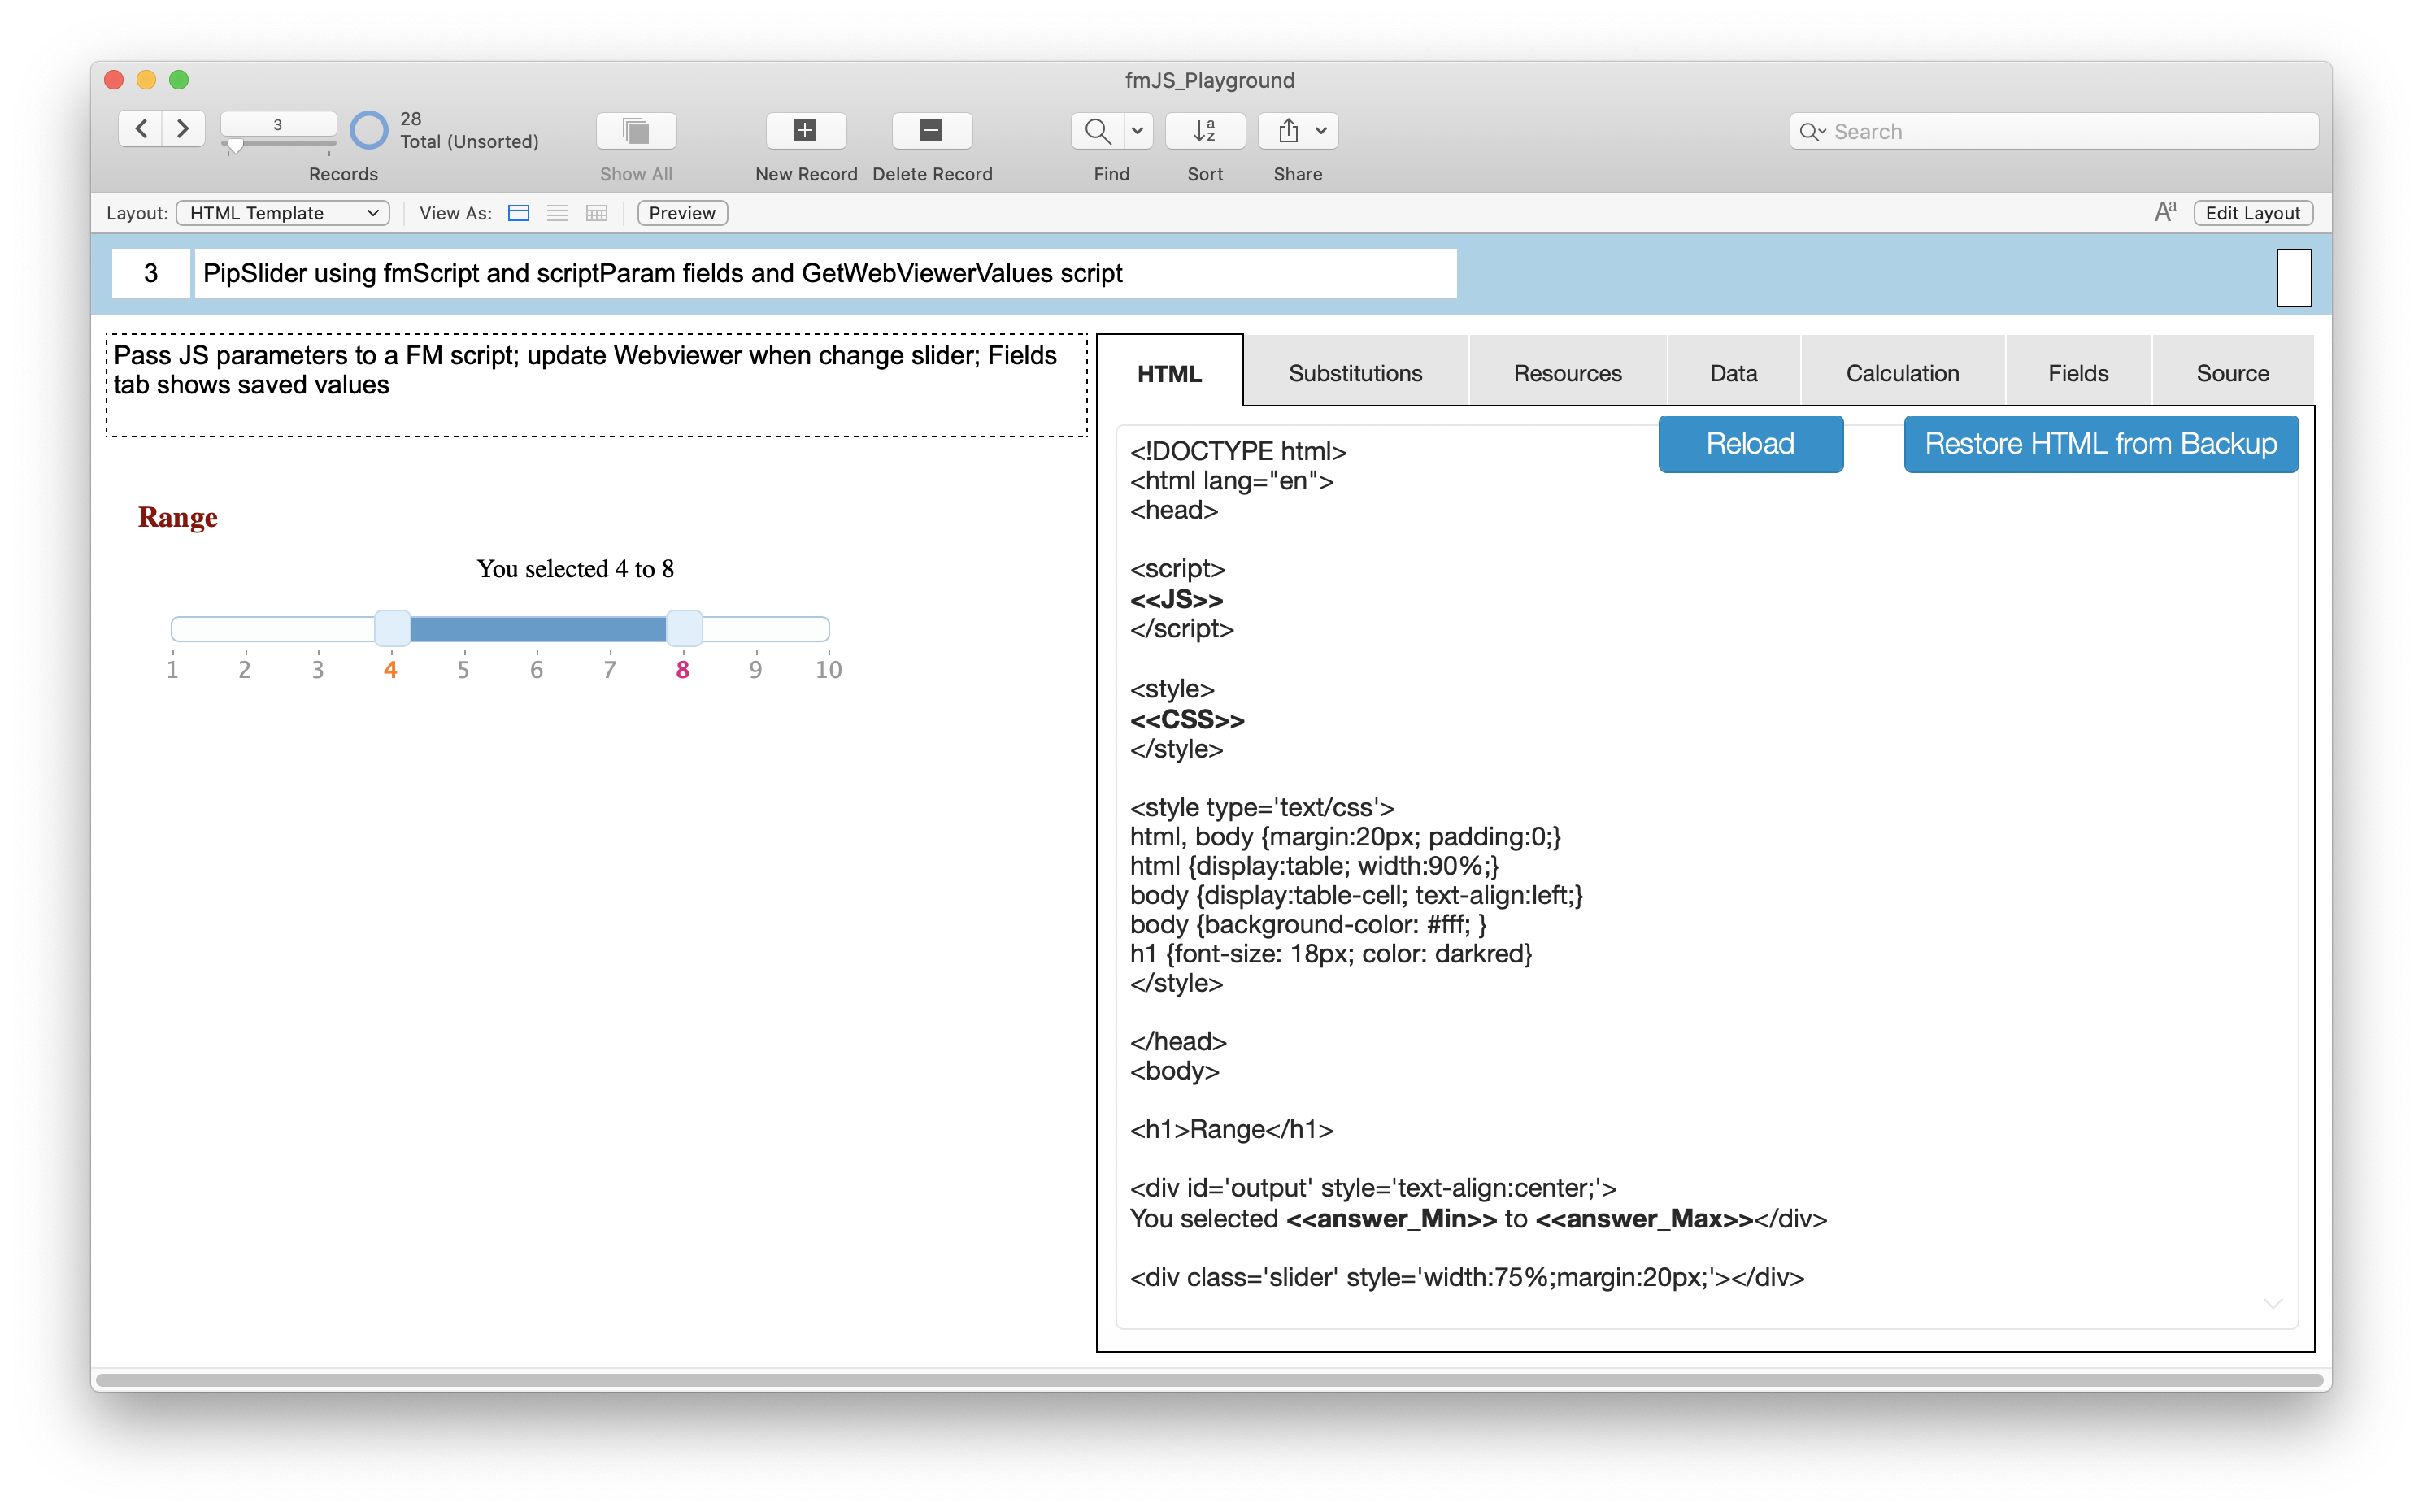 fmJS_Playground
3
28
Total (Unsorted)
Records
Show All
New Record
Delete Record
Find
Sort
Share
Search
Layout:
HTML Template
View As:
Preview
Aa
Edit Layout
3
PipSlider using fmScript and scriptParam fields and GetWebViewerValues script
Pass JS parameters to a FM script; update Webviewer when change slider; Fields
tab shows saved values
Range
You selected 4 to 8
1 2 3 4 5 6 7 8 9 10
HTML
Substitutions
Resources
Data
Calculation
Fields
Source
Reload
Restore HTML from Backup
<!DOCTYPE html>
<html lang="en">
<head>
<script>
<<JS>>
</script>
<style>
<<CSS>>
</style>
<style type='text/css'>
html, body {margin:20px; padding:0;}
html {display:table; width:90%;}
body {display:table-cell; text-align:left;}
body {background-color: #fff; }
h1 {font-size: 18px; color: darkred}
</style>
</head>
<body>
<h1>Range</h1>
<div id='output' style='text-align:center;'>
You selected <<answer_Min>> to <<answer_Max>></div>
<div class='slider' style='width:75%;margin:20px;'></div>